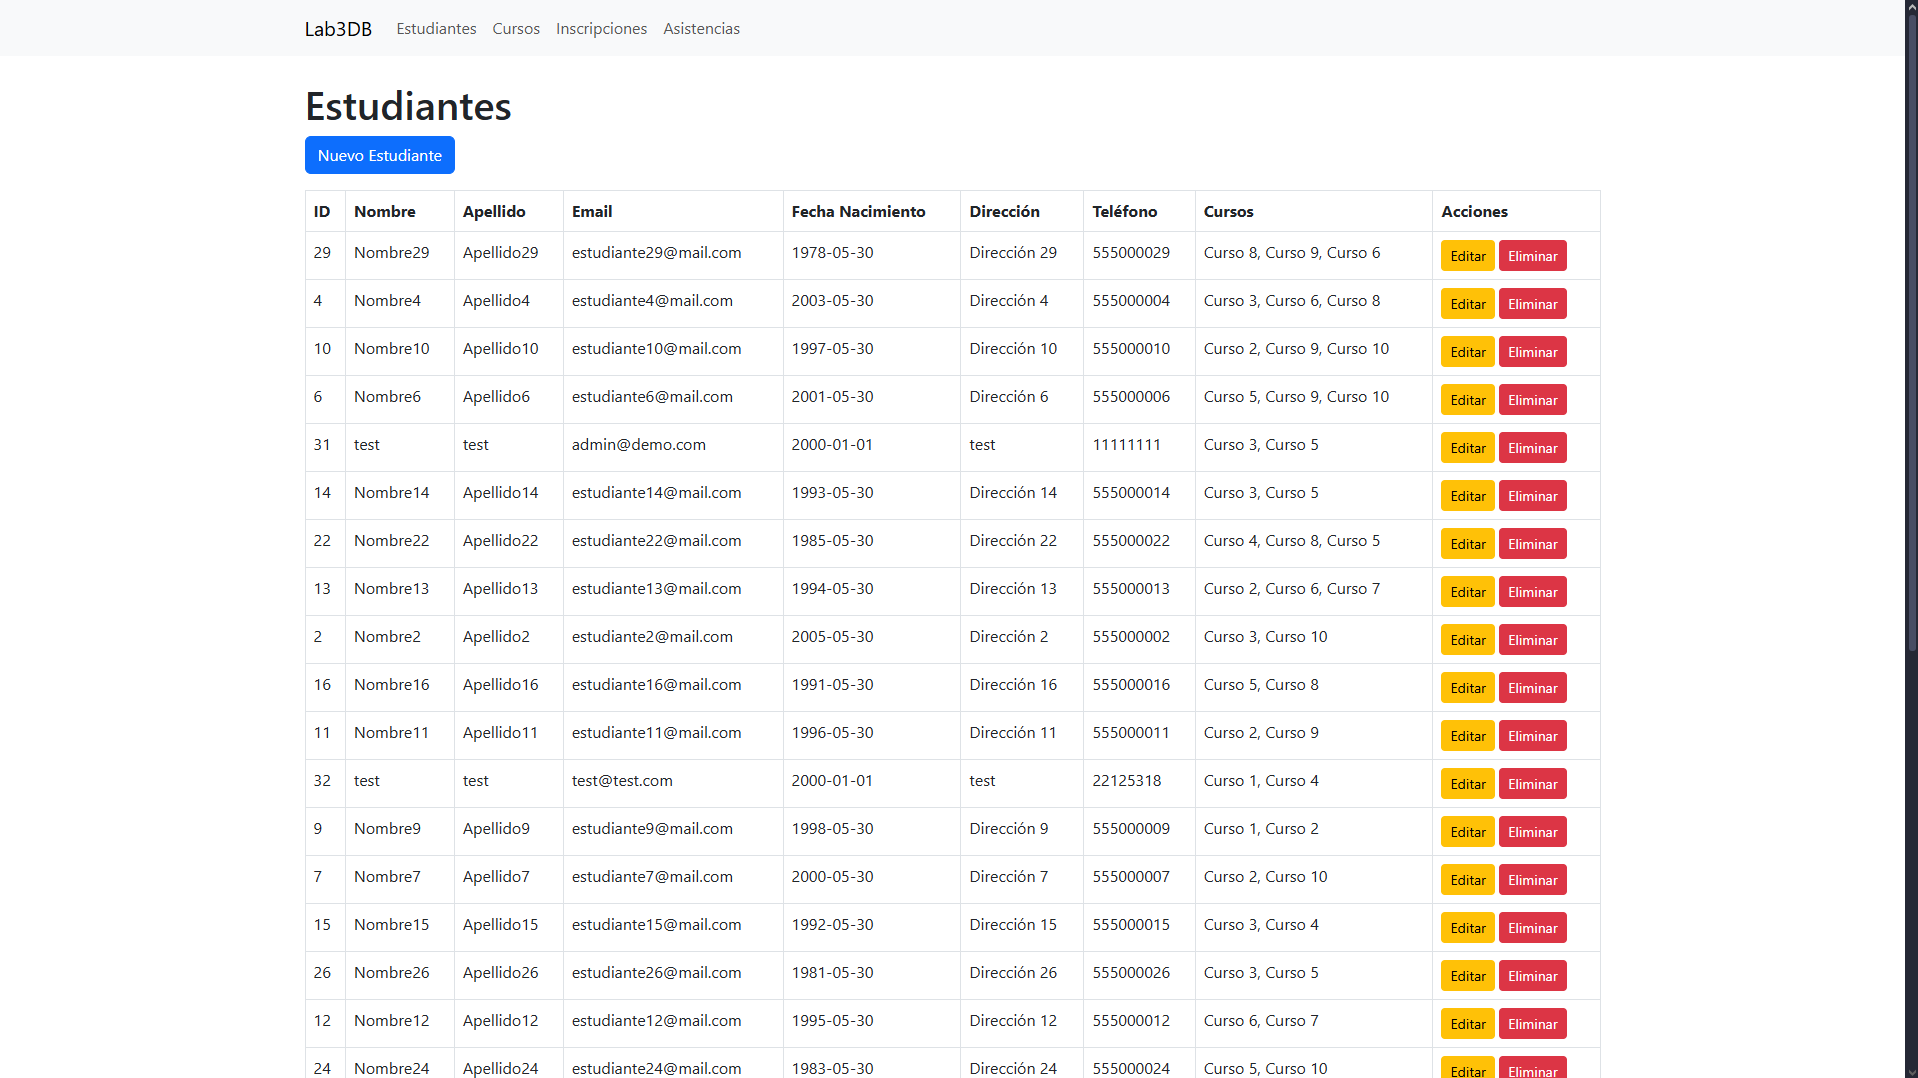 Lab3DB Estudiantes Cursos Inscripciones Asistencias
Estudiantes
Nuevo Estudiante
ID Nombre Apellido Email Fecha Nacimiento Dirección Teléfono Cursos Acciones
29 Nombre29 Apellido29 estudiante29@mail.com 1978-05-30 Dirección 29 555000029 Curso 8, Curso 9, Curso 6 Editar Eliminar
4 Nombre4 Apellido4 estudiante4@mail.com 2003-05-30 Dirección 4 555000004 Curso 3, Curso 6, Curso 8 Editar Eliminar
10 Nombre10 Apellido10 estudiante10@mail.com 1997-05-30 Dirección 10 555000010 Curso 2, Curso 9, Curso 10 Editar Eliminar
6 Nombre6 Apellido6 estudiante6@mail.com 2001-05-30 Dirección 6 555000006 Curso 5, Curso 9, Curso 10 Editar Eliminar
31 test test admin@demo.com 2000-01-01 test 11111111 Curso 3, Curso 5 Editar Eliminar
14 Nombre14 Apellido14 estudiante14@mail.com 1993-05-30 Dirección 14 555000014 Curso 3, Curso 5 Editar Eliminar
22 Nombre22 Apellido22 estudiante22@mail.com 1985-05-30 Dirección 22 555000022 Curso 4, Curso 8, Curso 5 Editar Eliminar
13 Nombre13 Apellido13 estudiante13@mail.com 1994-05-30 Dirección 13 555000013 Curso 2, Curso 6, Curso 7 Editar Eliminar
2 Nombre2 Apellido2 estudiante2@mail.com 2005-05-30 Dirección 2 555000002 Curso 3, Curso 10 Editar Eliminar
16 Nombre16 Apellido16 estudiante16@mail.com 1991-05-30 Dirección 16 555000016 Curso 5, Curso 8 Editar Eliminar
11 Nombre11 Apellido11 estudiante11@mail.com 1996-05-30 Dirección 11 555000011 Curso 2, Curso 9 Editar Eliminar
32 test test test@test.com 2000-01-01 test 22125318 Curso 1, Curso 4 Editar Eliminar
9 Nombre9 Apellido9 estudiante9@mail.com 1998-05-30 Dirección 9 555000009 Curso 1, Curso 2 Editar Eliminar
7 Nombre7 Apellido7 estudiante7@mail.com 2000-05-30 Dirección 7 555000007 Curso 2, Curso 10 Editar Eliminar
15 Nombre15 Apellido15 estudiante15@mail.com 1992-05-30 Dirección 15 555000015 Curso 3, Curso 4 Editar Eliminar
26 Nombre26 Apellido26 estudiante26@mail.com 1981-05-30 Dirección 26 555000026 Curso 3, Curso 5 Editar Eliminar
12 Nombre12 Apellido12 estudiante12@mail.com 1995-05-30 Dirección 12 555000012 Curso 6, Curso 7 Editar Eliminar
24 Nombre24 Apellido24 estudiante24@mail.com 1983-05-30 Dirección 24 555000024 Curso 5, Curso 10 Editar Eliminar